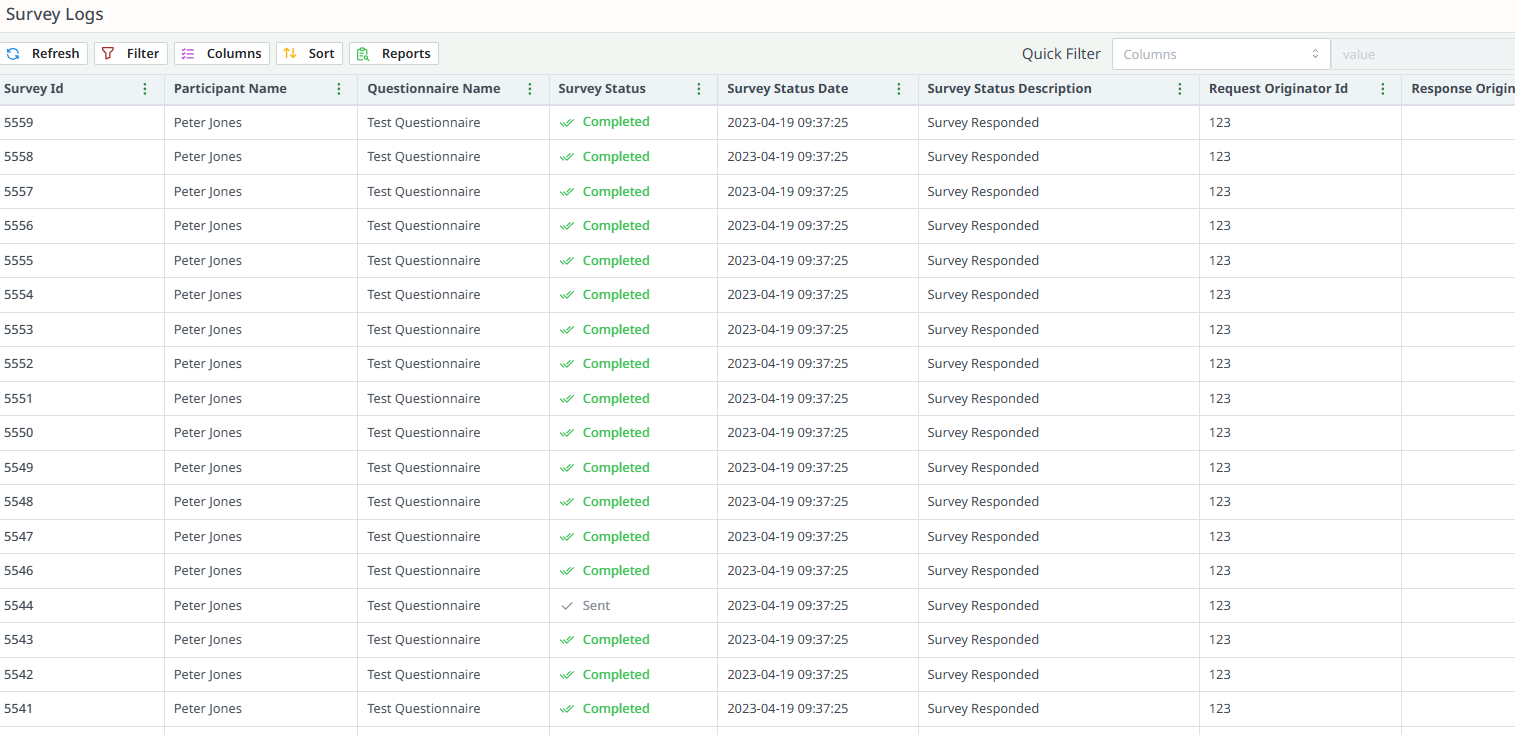 Survey Logs
Refresh Filter Columns Sort Reports Quick Filter Columns value
Survey Id Participant Name Questionnaire Name Survey Status Survey Status Date Survey Status Description Request Originator Id Response Origin
5559 Peter Jones Test Questionnaire Completed 2023-04-19 09:37:25 Survey Responded 123
5558 Peter Jones Test Questionnaire Completed 2023-04-19 09:37:25 Survey Responded 123
5557 Peter Jones Test Questionnaire Completed 2023-04-19 09:37:25 Survey Responded 123
5556 Peter Jones Test Questionnaire Completed 2023-04-19 09:37:25 Survey Responded 123
5555 Peter Jones Test Questionnaire Completed 2023-04-19 09:37:25 Survey Responded 123
5554 Peter Jones Test Questionnaire Completed 2023-04-19 09:37:25 Survey Responded 123
5553 Peter Jones Test Questionnaire Completed 2023-04-19 09:37:25 Survey Responded 123
5552 Peter Jones Test Questionnaire Completed 2023-04-19 09:37:25 Survey Responded 123
5551 Peter Jones Test Questionnaire Completed 2023-04-19 09:37:25 Survey Responded 123
5550 Peter Jones Test Questionnaire Completed 2023-04-19 09:37:25 Survey Responded 123
5549 Peter Jones Test Questionnaire Completed 2023-04-19 09:37:25 Survey Responded 123
5548 Peter Jones Test Questionnaire Completed 2023-04-19 09:37:25 Survey Responded 123
5547 Peter Jones Test Questionnaire Completed 2023-04-19 09:37:25 Survey Responded 123
5546 Peter Jones Test Questionnaire Completed 2023-04-19 09:37:25 Survey Responded 123
5544 Peter Jones Test Questionnaire Sent 2023-04-19 09:37:25 Survey Responded 123
5543 Peter Jones Test Questionnaire Completed 2023-04-19 09:37:25 Survey Responded 123
5542 Peter Jones Test Questionnaire Completed 2023-04-19 09:37:25 Survey Responded 123
5541 Peter Jones Test Questionnaire Completed 2023-04-19 09:37:25 Survey Responded 123